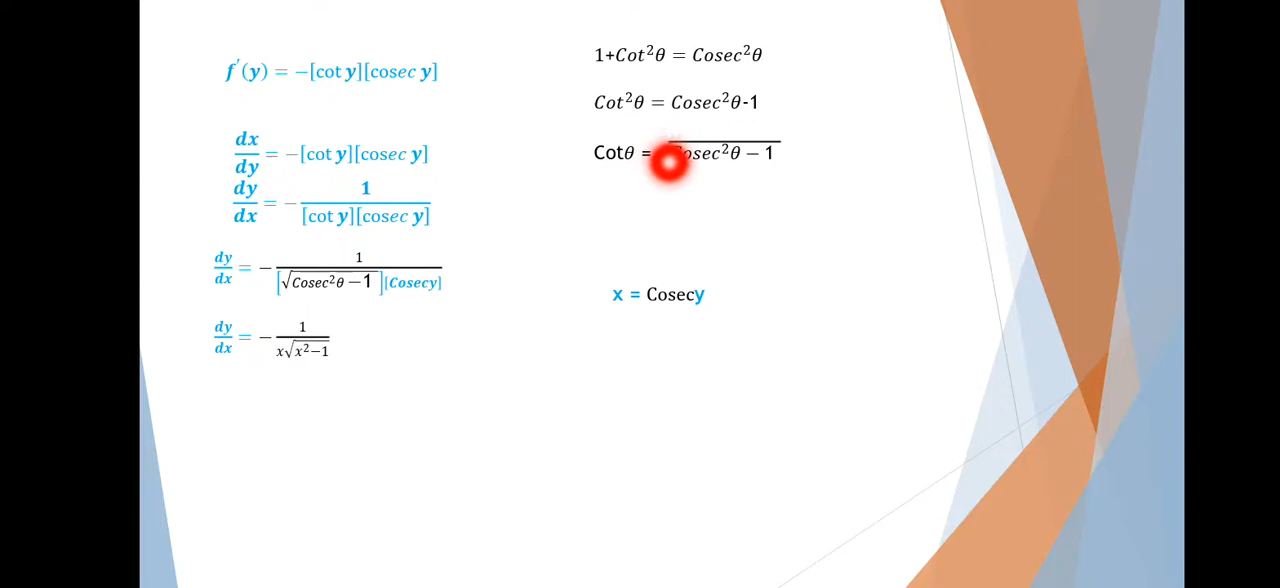 f′(y) = −[cot y][cosec y]
dx/dy = −[cot y][cosec y]
dy/dx = − 1/[cot y][cosec y]
dy/dx = − 1/[√Cosec²θ −1][Cosecy]
dy/dx = − 1/x√x²−1
1+Cot²θ = Cosec²θ
Cot²θ = Cosec²θ-1
Cotθ = √Cosec²θ − 1
x = Cosecy